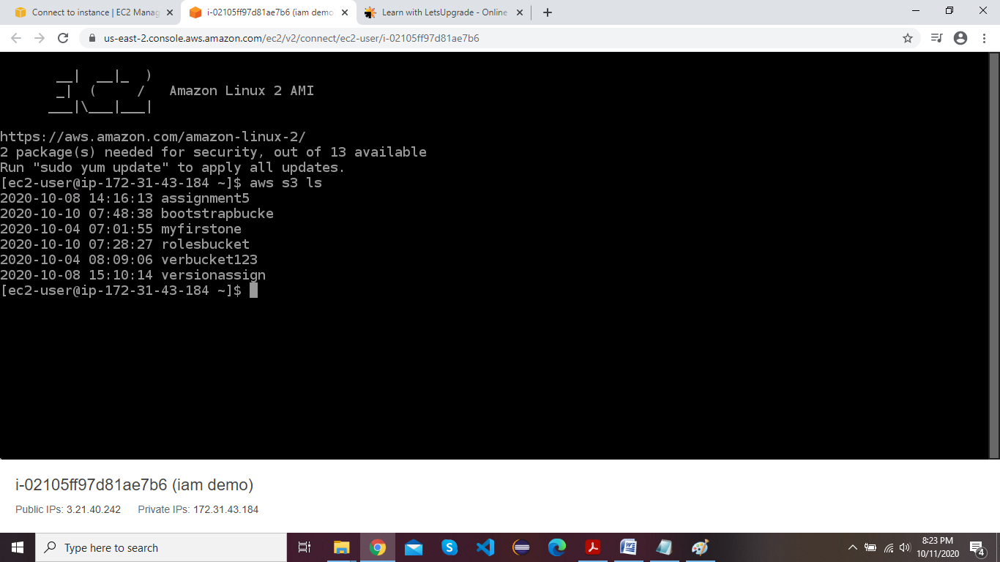 Connect to instance | EC2 Manag
i-02105ff97d81ae7b6 (iam demo
Learn with LetsUpgrade - Online
us-east-2.console.aws.amazon.com/ec2/v2/connect/ec2-user/i-02105ff97d81ae7b6
__|  __|_  )
_|  (     /   Amazon Linux 2 AMI
___|\___|___|
https://aws.amazon.com/amazon-linux-2/
2 package(s) needed for security, out of 13 available
Run "sudo yum update" to apply all updates.
[ec2-user@ip-172-31-43-184 ~]$ aws s3 ls
2020-10-08 14:16:13 assignment5
2020-10-10 07:48:38 bootstrapbucke
2020-10-04 07:01:55 myfirstone
2020-10-10 07:28:27 rolesbucket
2020-10-04 08:09:06 verbucket123
2020-10-08 15:10:14 versionassign
[ec2-user@ip-172-31-43-184 ~]$
i-02105ff97d81ae7b6 (iam demo)
Public IPs: 3.21.40.242 Private IPs: 172.31.43.184
Type here to search
8:23 PM
10/11/2020
4